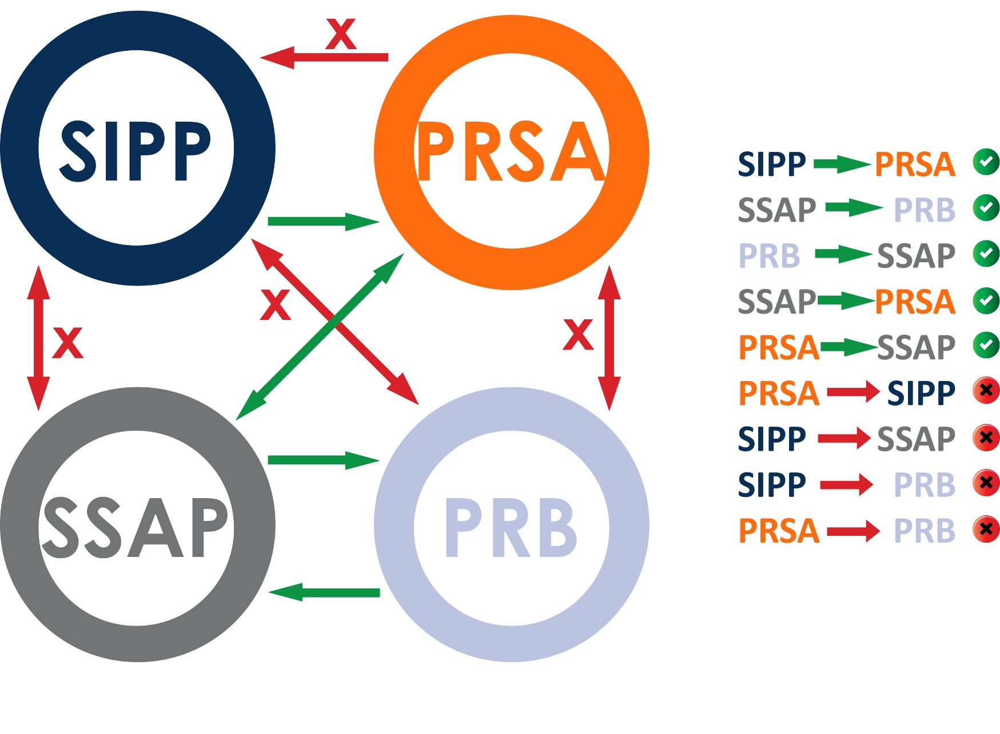 X
SIPP
PRSA
X
X
X
SSAP
PRB
SIPP PRSA
SSAP PRB
PRB SSAP
SSAP PRSA
PRSA SSAP
PRSA SIPP
SIPP SSAP
SIPP PRB
PRSA PRB